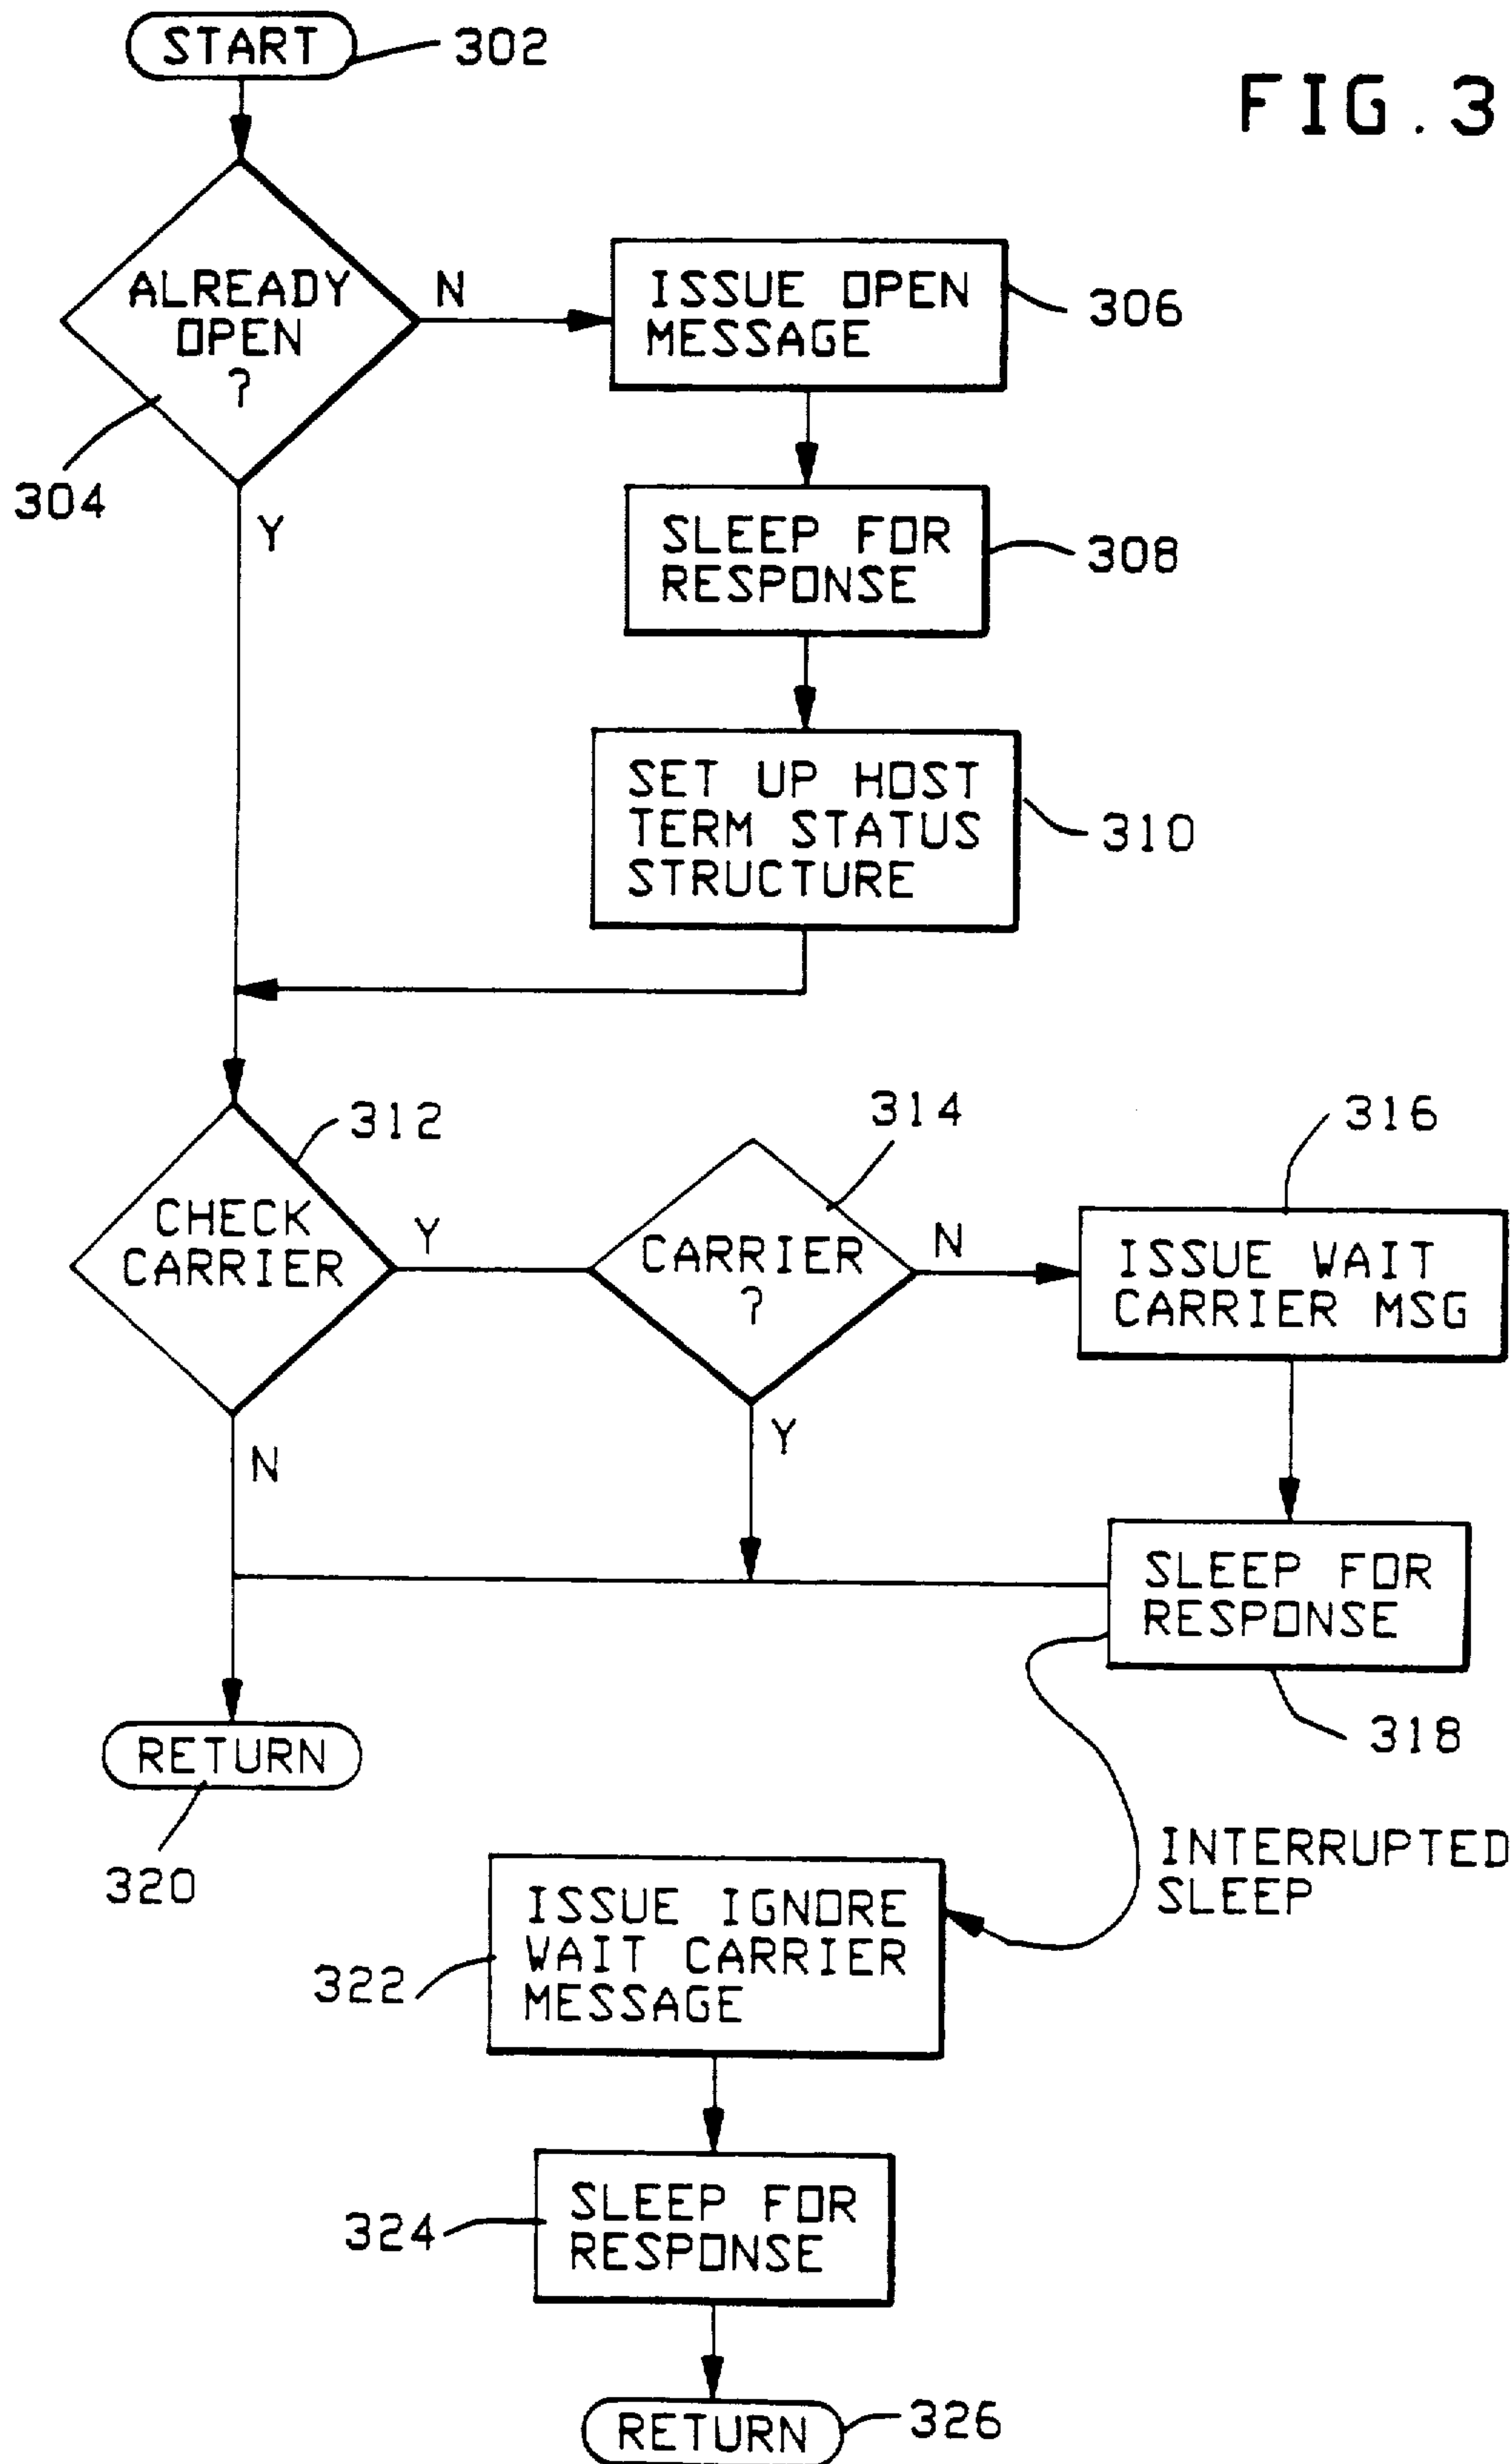 START
302
FIG.3
ALREADY
OPEN
?
304
N
Y
ISSUE OPEN
MESSAGE
306
SLEEP FOR
RESPONSE
308
SET UP HOST
TERM STATUS
STRUCTURE
310
CHECK
CARRIER
312
Y
N
CARRIER
?
314
N
Y
ISSUE WAIT
CARRIER MSG
316
SLEEP FOR
RESPONSE
318
RETURN
320
INTERRUPTED
SLEEP
ISSUE IGNORE
WAIT CARRIER
MESSAGE
322
SLEEP FOR
RESPONSE
324
RETURN
326